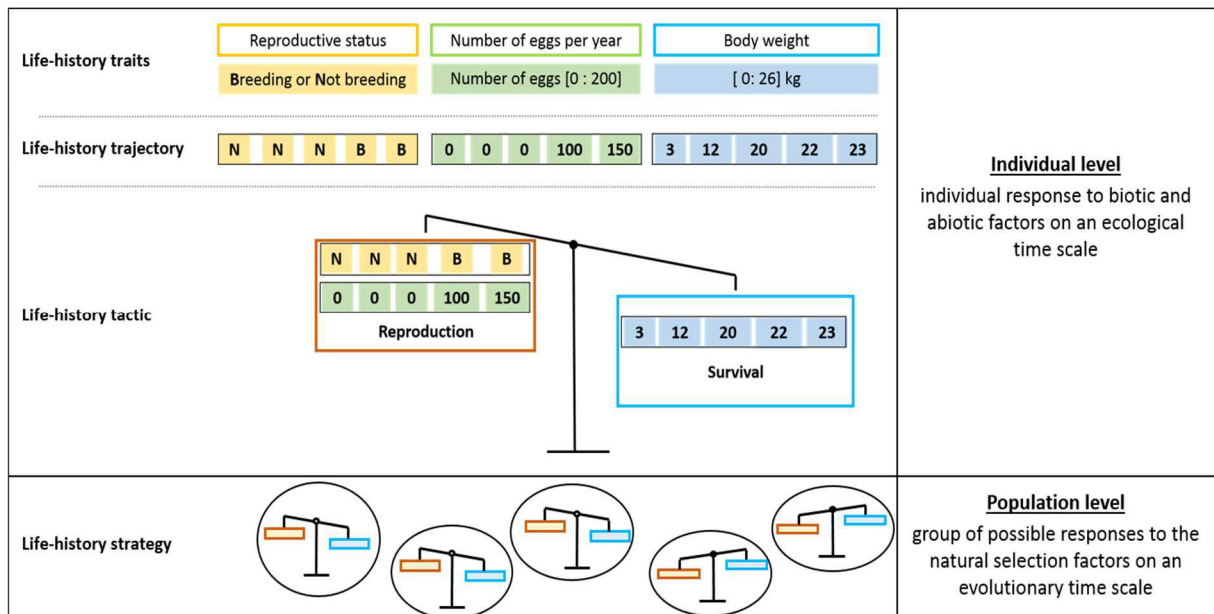 Life-history traits
Reproductive status
Number of eggs per year
Body weight
Breeding or Not breeding
Number of eggs [0 : 200]
[ 0: 26] kg
Life-history trajectory
N N N B B
0 0 0 100 150
3 12 20 22 23
Life-history tactic
N N N B B
0 0 0 100 150
Reproduction
3 12 20 22 23
Survival
Individual level
individual response to biotic and
abiotic factors on an ecological
time scale
Life-history strategy
Population level
group of possible responses to the
natural selection factors on an
evolutionary time scale